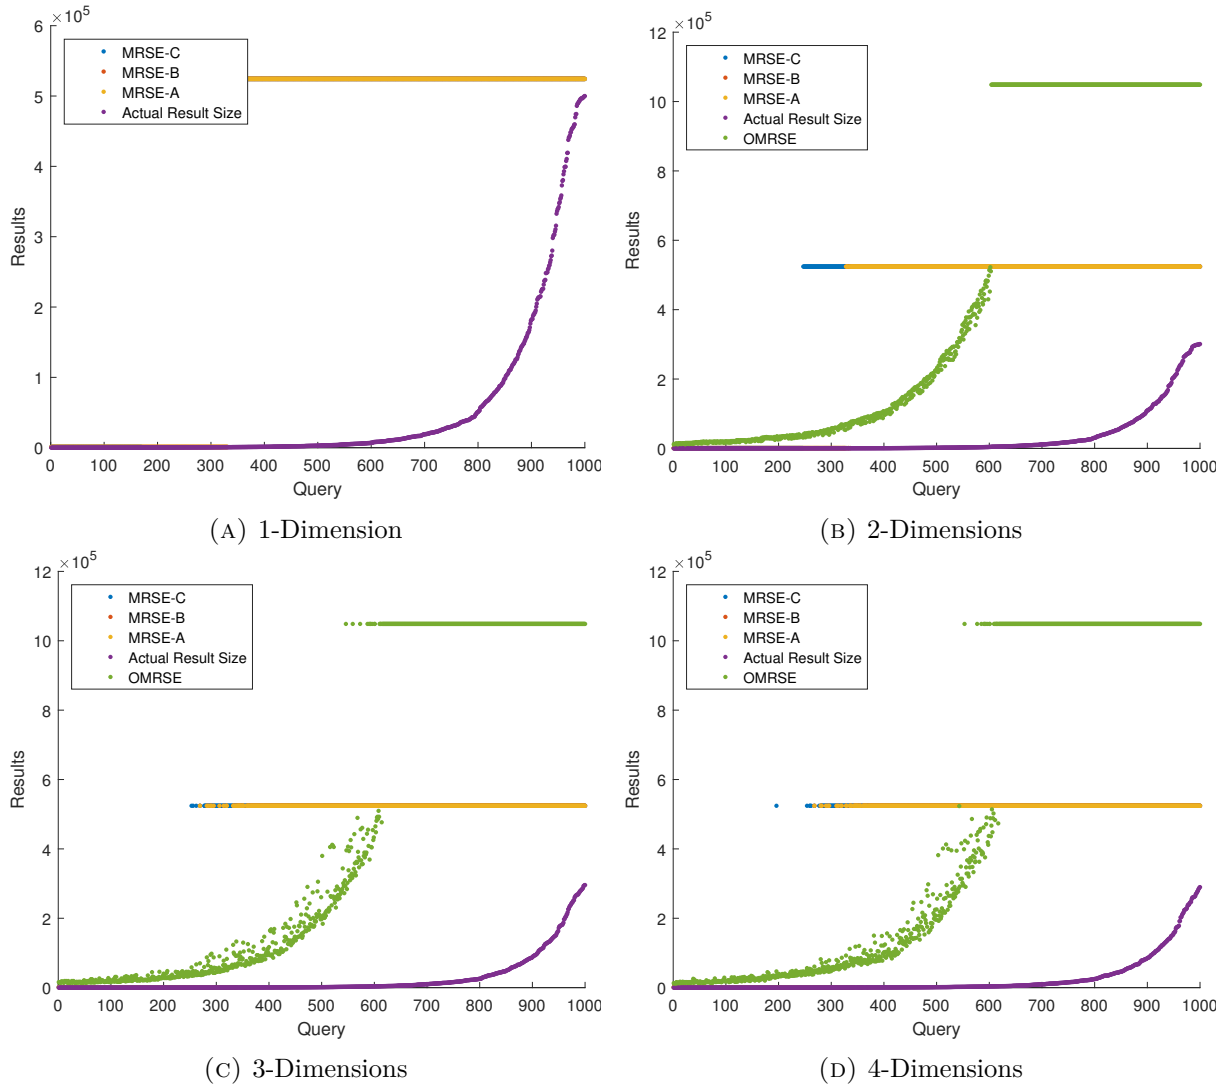 ×10^5
6
5
4
3
2
1
0
Results
MRSE-C
MRSE-B
MRSE-A
Actual Result Size
0 100 200 300 400 500 600 700 800 900 1000
Query
(A) 1-Dimension
×10^5
12
10
8
6
4
2
0
Results
MRSE-C
MRSE-B
MRSE-A
Actual Result Size
OMRSE
0 100 200 300 400 500 600 700 800 900 1000
Query
(B) 2-Dimensions
×10^5
12
10
8
6
4
2
0
Results
MRSE-C
MRSE-B
MRSE-A
Actual Result Size
OMRSE
0 100 200 300 400 500 600 700 800 900 1000
Query
(C) 3-Dimensions
×10^5
12
10
8
6
4
2
0
Results
MRSE-C
MRSE-B
MRSE-A
Actual Result Size
OMRSE
0 100 200 300 400 500 600 700 800 900 1000
Query
(D) 4-Dimensions